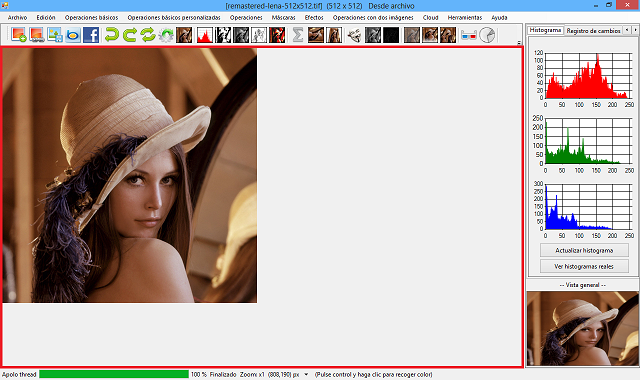 [remastered-lena-512x512.tif] (512 x 512) Desde archivo
Archivo Edición Operaciones básicas Operaciones básicas personalizadas Operaciones Máscaras Efectos Operaciones con dos imágenes Cloud Herramientas Ayuda
Histograma Registro de cambios
120
100
80
60
40
20
0
0 50 100 150 200 250
250
200
150
100
50
0
0 50 100 150 200 250
300
250
200
150
100
50
0
0 50 100 150 200 250
Actualizar histograma
Ver histogramas reales
-- Vista general --
Apolo thread 100 % Finalizado Zoom: x1 (808,190) px (Pulse control y haga clic para recoger color)